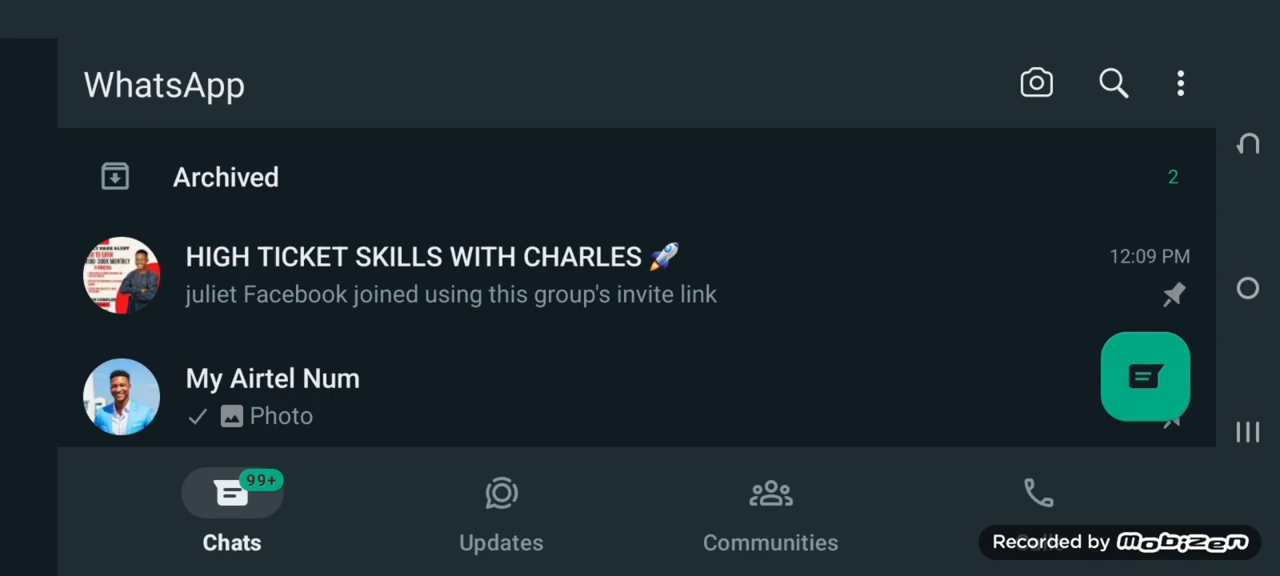 WhatsApp
Archived
2
HIGH TICKET SKILLS WITH CHARLES 🚀
12:09 PM
juliet Facebook joined using this group's invite link
My Airtel Num
Photo
99+
Chats
Updates
Communities
Recorded by mobizen